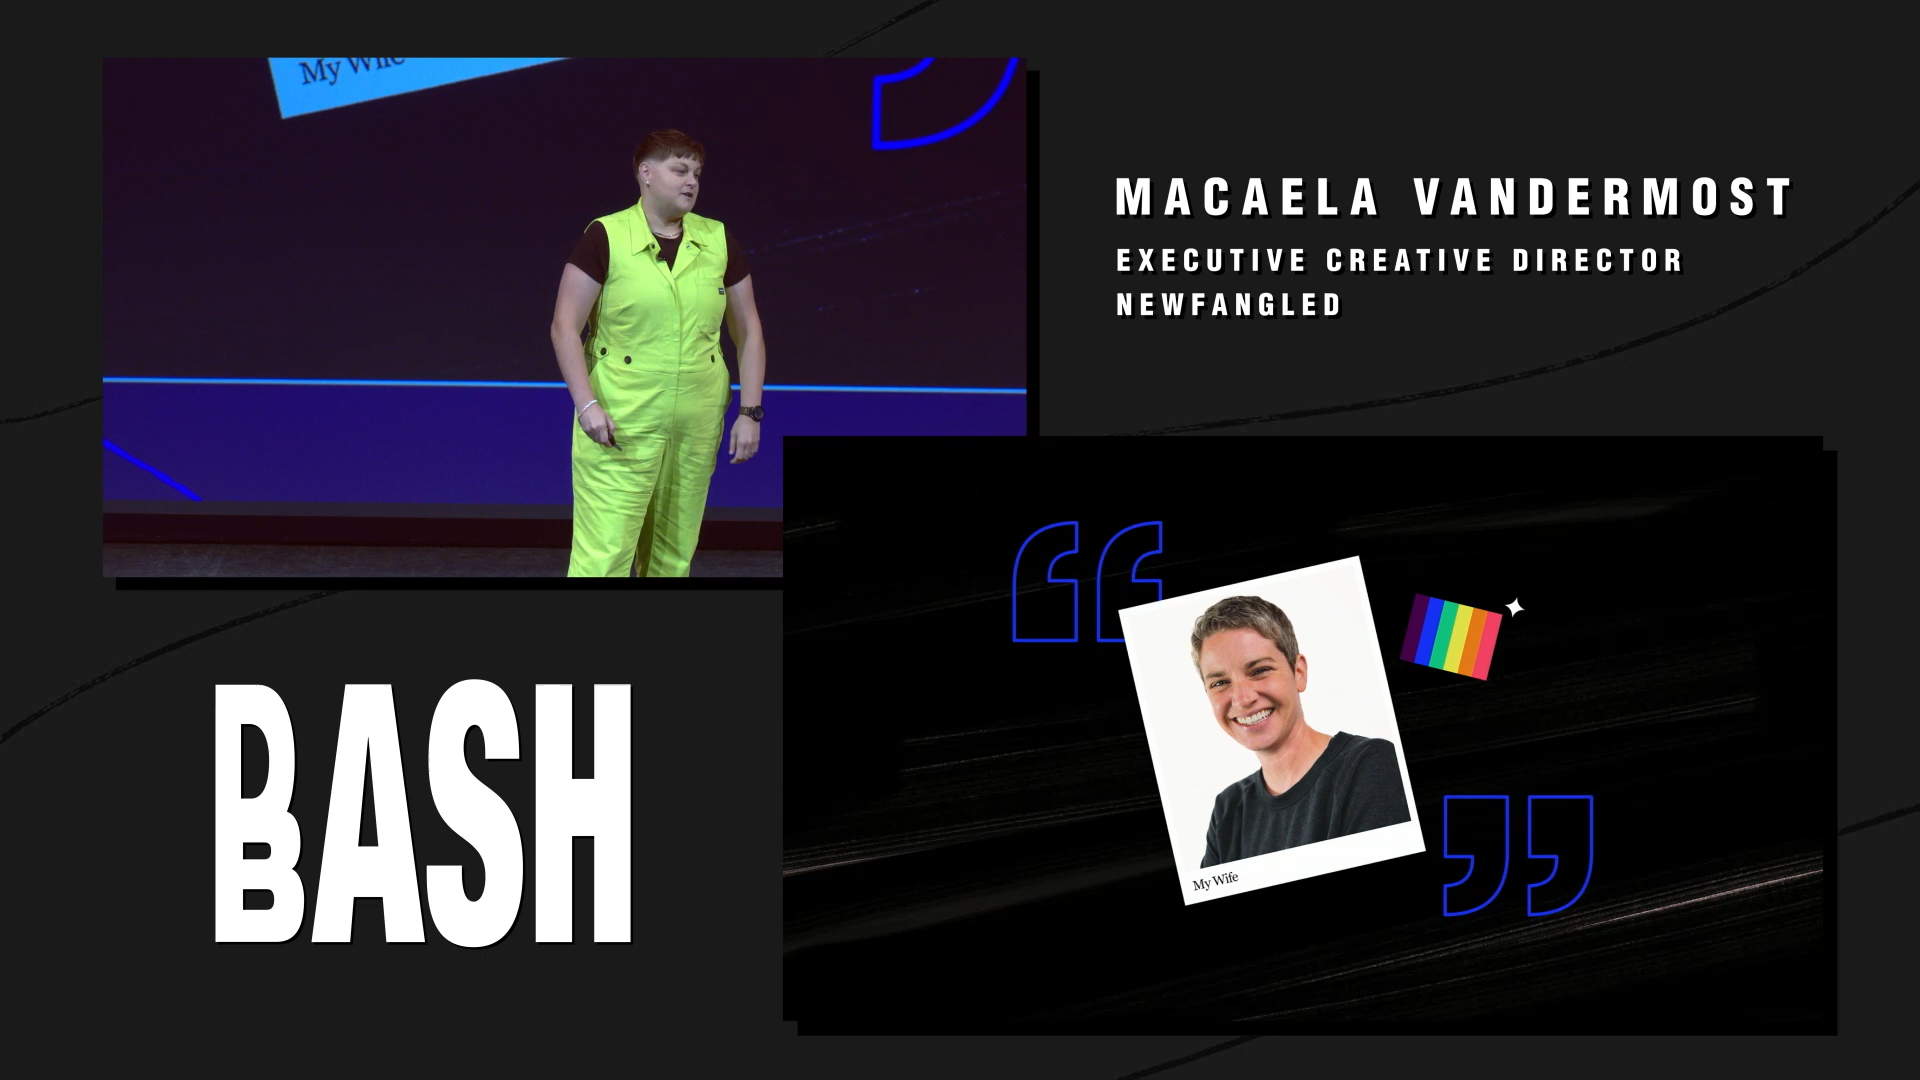 My Wife
MACAELA VANDERMOST
EXECUTIVE CREATIVE DIRECTOR
NEWFANGLED
“
My Wife
”
BASH